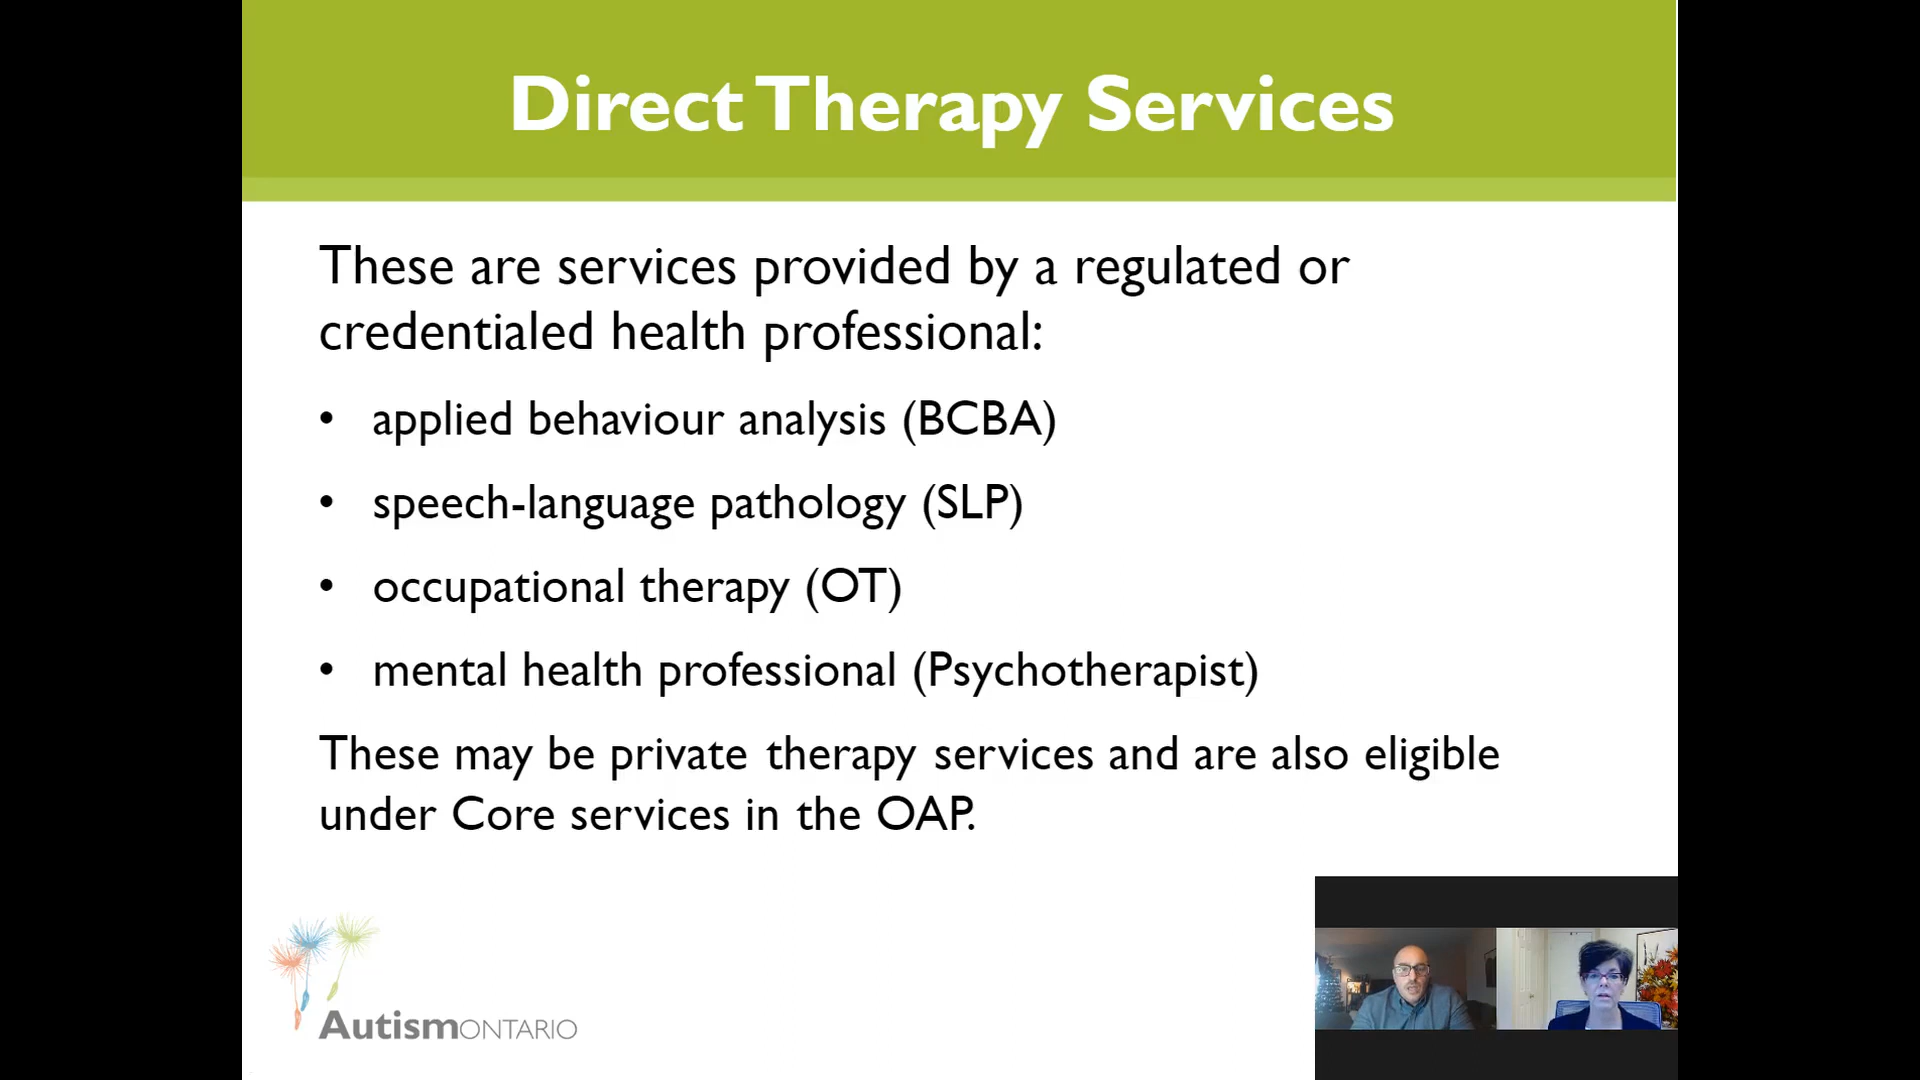 Direct Therapy Services
These are services provided by a regulated or
credentialed health professional:
• applied behaviour analysis (BCBA)
• speech-language pathology (SLP)
• occupational therapy (OT)
• mental health professional (Psychotherapist)
These may be private therapy services and are also eligible
under Core services in the OAP.
AutismONTARIO